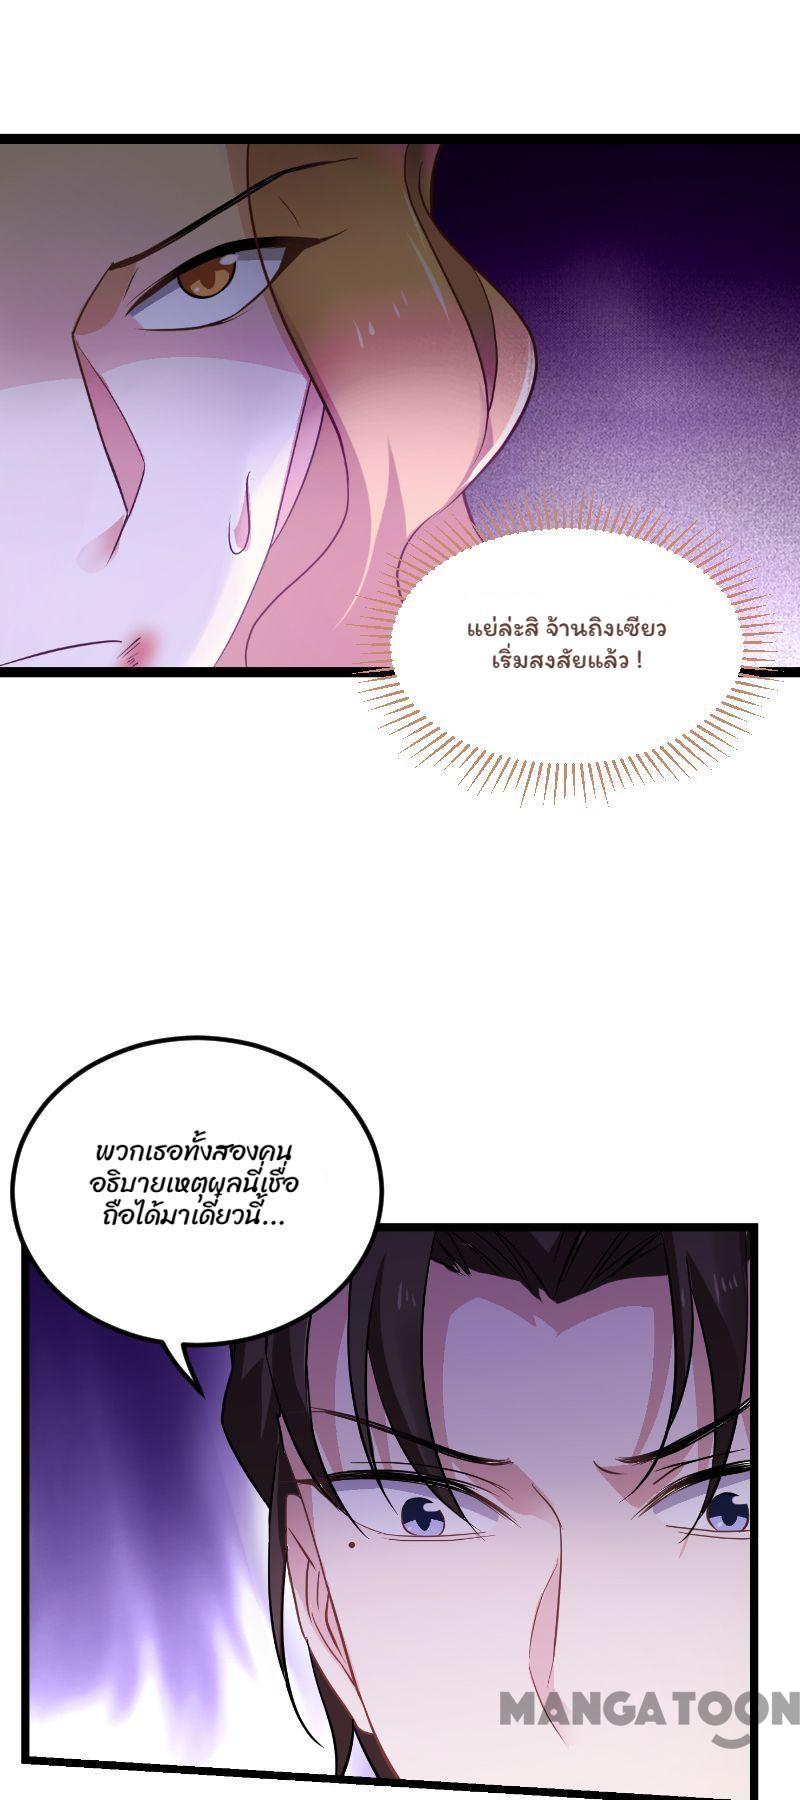 แย่ล่ะสิ จ้านถิงเซียว
เริ่มสงสัยแล้ว !
พวกเธอทั้งสองคน
อธิบายเหตุผลนี่เชื่อ
ถือได้มาเดี๋ยวนี้...
MANGATOON